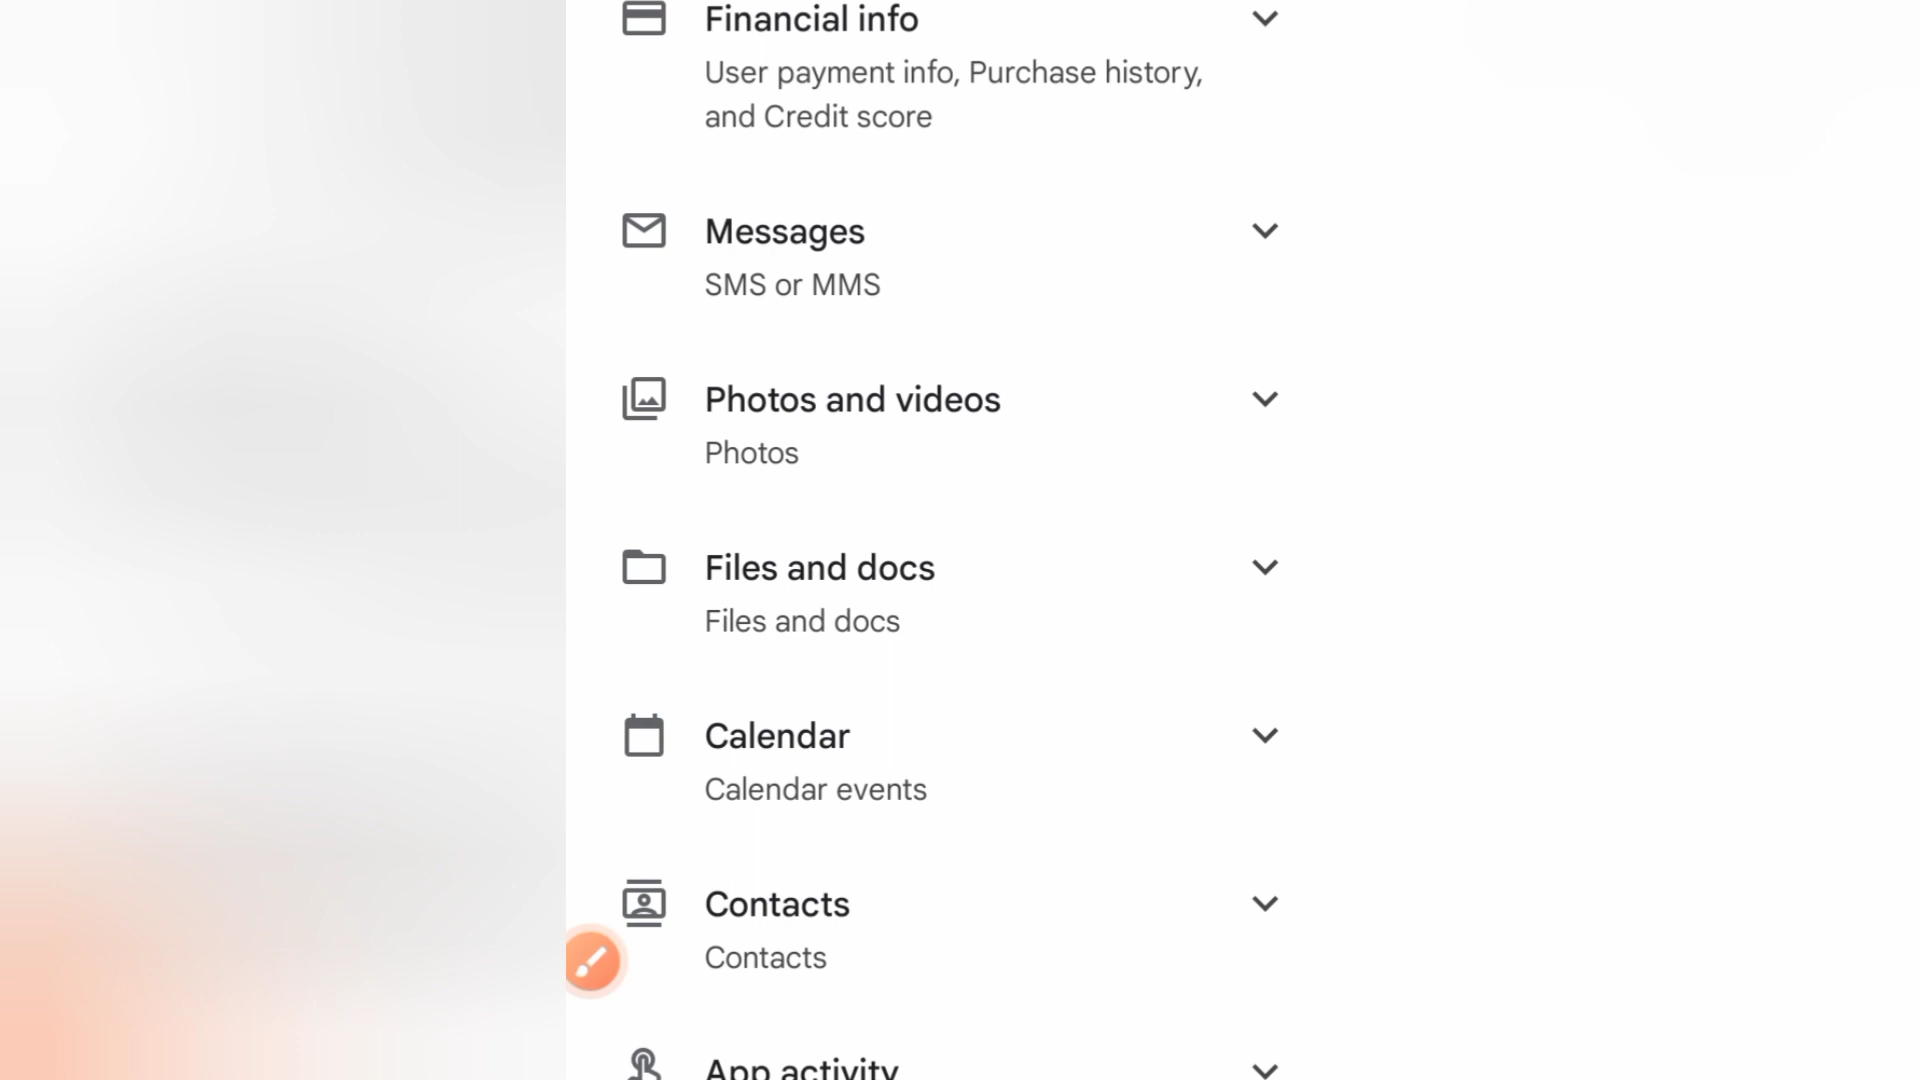 Financial info
User payment info, Purchase history,
and Credit score
Messages
SMS or MMS
Photos and videos
Photos
Files and docs
Files and docs
Calendar
Calendar events
Contacts
Contacts
App activity